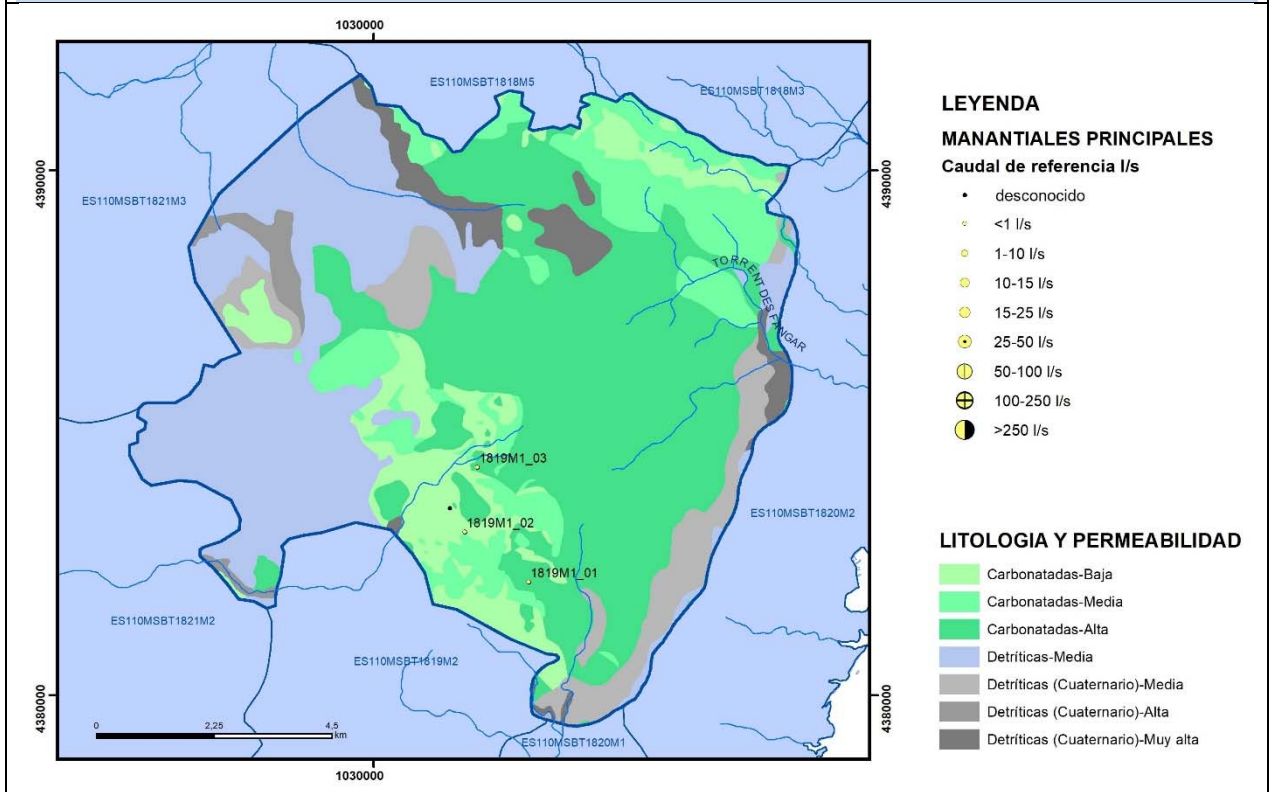 1030000
ES110MSBT1818M5
ES110MSBT1818M3
4390000
4390000
ES110MSBT1821M3
TORRENT DES FANGAR
1819M1_03
1819M1_02
ES110MSBT1820M2
1819M1_01
ES110MSBT1821M2
ES110MSBT1819M2
4380000
4380000
0 2,25 4,5
km
ES110MSBT1820M1
1030000
LEYENDA
MANANTIALES PRINCIPALES
Caudal de referencia l/s
desconocido
<1 l/s
1-10 l/s
10-15 l/s
15-25 l/s
25-50 l/s
50-100 l/s
100-250 l/s
>250 l/s
LITOLOGIA Y PERMEABILIDAD
Carbonatadas-Baja
Carbonatadas-Media
Carbonatadas-Alta
Detríticas-Media
Detríticas (Cuaternario)-Media
Detríticas (Cuaternario)-Alta
Detríticas (Cuaternario)-Muy alta